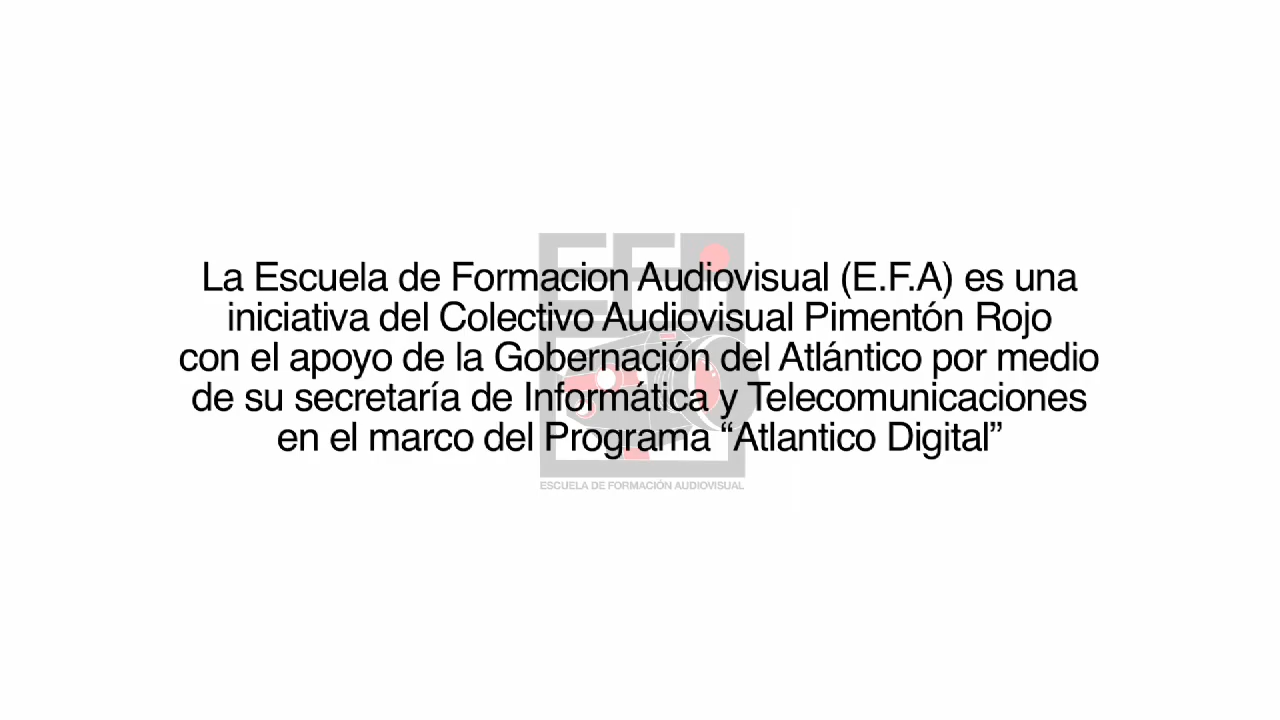 La Escuela de Formacion Audiovisual (E.F.A) es una
iniciativa del Colectivo Audiovisual Pimentón Rojo
con el apoyo de la Gobernación del Atlántico por medio
de su secretaría de Informática y Telecomunicaciones
en el marco del Programa “Atlantico Digital”
ESCUELA DE FORMACIÓN AUDIOVISUAL